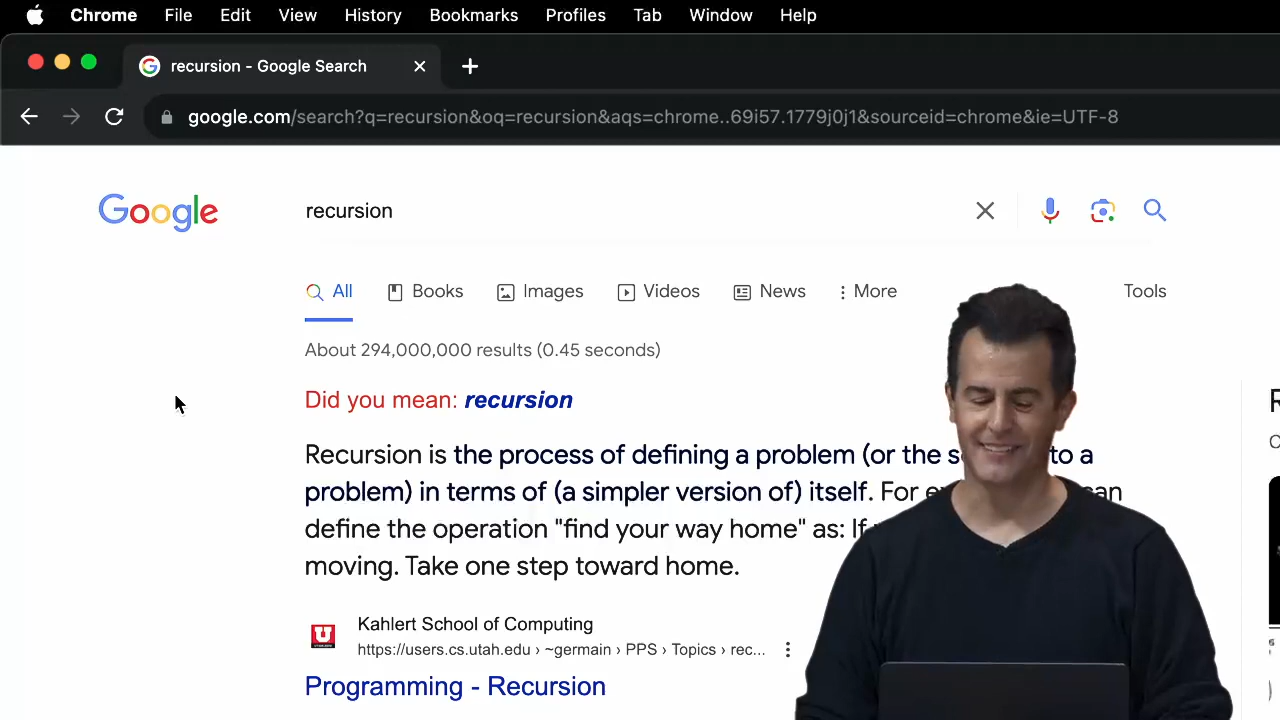 Chrome File Edit View History Bookmarks Profiles Tab Window Help
recursion - Google Search
google.com/search?q=recursion&oq=recursion&aqs=chrome..69i57.1779j0j1&sourceid=chrome&ie=UTF-8
Google recursion
All Books Images Videos News More Tools
About 294,000,000 results (0.45 seconds)
Did you mean: recursion
Recursion is the process of defining a problem (or the to a
problem) in terms of (a simpler version of) itself. For can
define the operation "find your way home" as: If
moving. Take one step toward home.
Kahlert School of Computing
https://users.cs.utah.edu › ~germain › PPS › Topics › rec...
Programming - Recursion